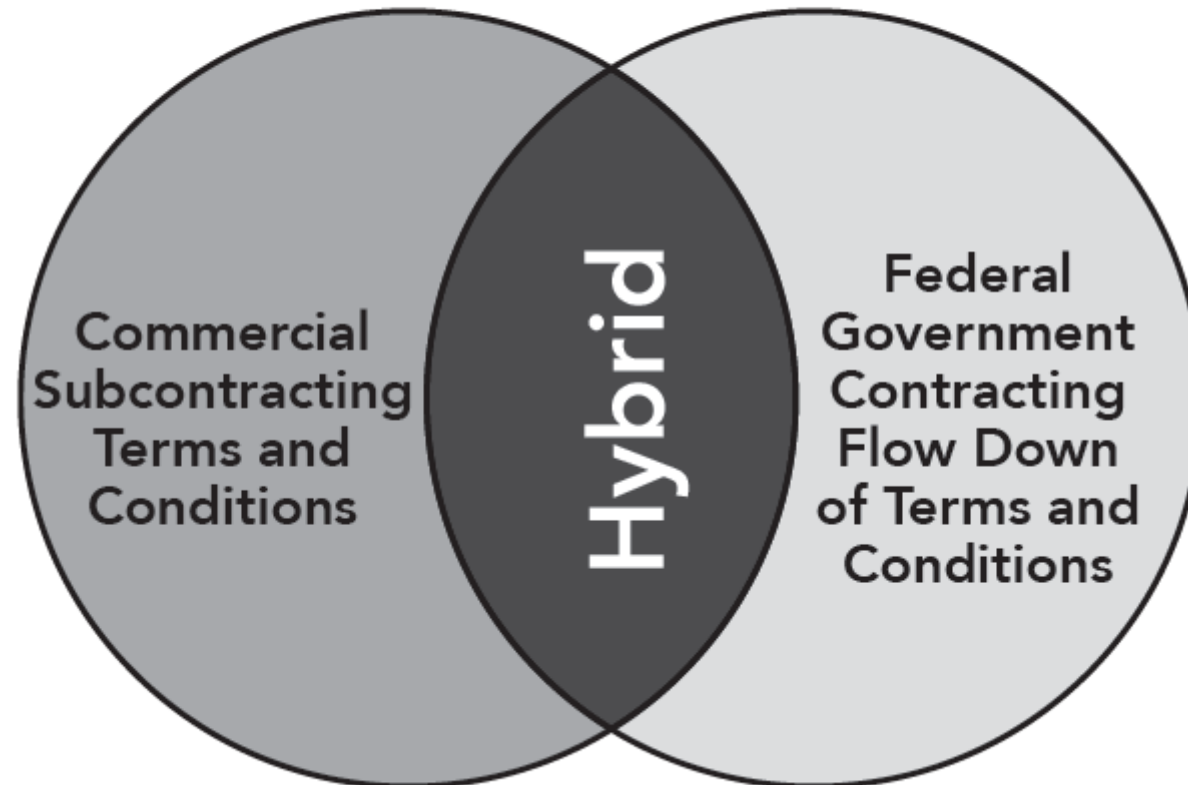 Commercial
Subcontracting
Terms and
Conditions
Hybrid
Federal
Government
Contracting
Flow Down
of Terms and
Conditions